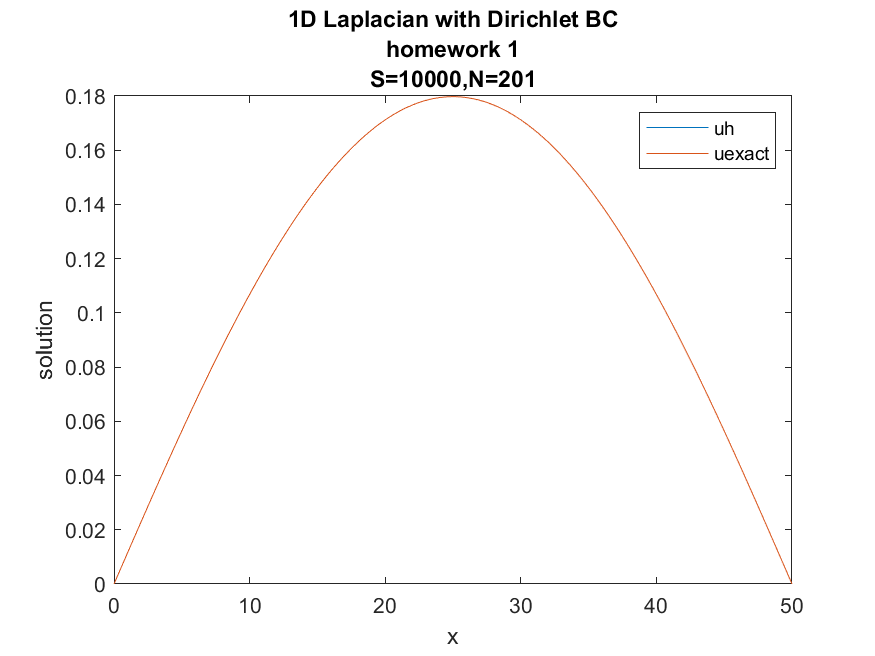 1D Laplacian with Dirichlet BC
homework 1
S=10000,N=201
uh
uexact
solution
0.18
0.16
0.14
0.12
0.1
0.08
0.06
0.04
0.02
0
0 10 20 30 40 50
x